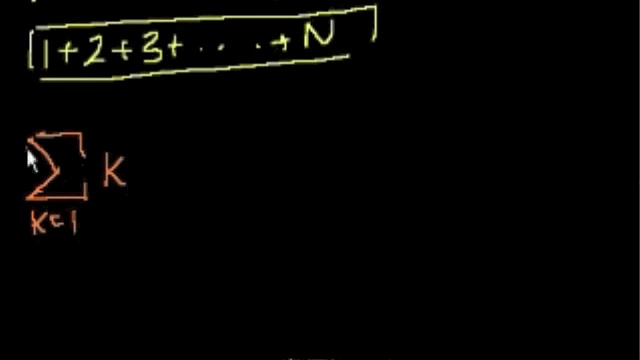 1+2+3+ · · · · + N
∑ K
K=1